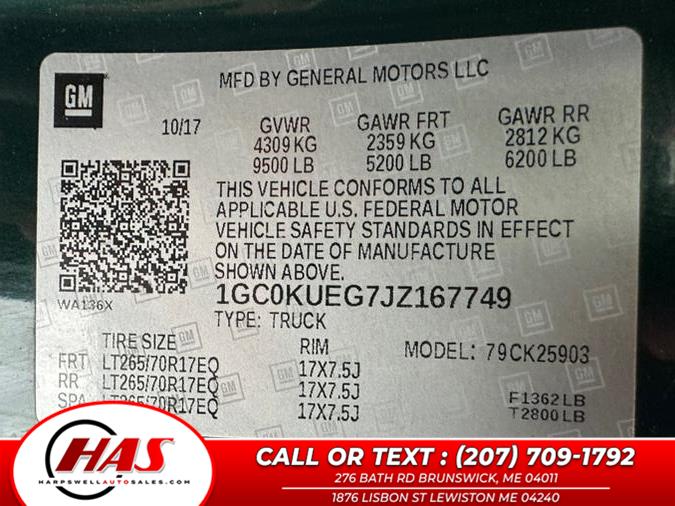 GM
MFD BY GENERAL MOTORS LLC
10/17
GVWR GAWR FRT GAWR RR
4309 KG 2359 KG 2812 KG
9500 LB 5200 LB 6200 LB
THIS VEHICLE CONFORMS TO ALL
APPLICABLE U.S. FEDERAL MOTOR
VEHICLE SAFETY STANDARDS IN EFFECT
ON THE DATE OF MANUFACTURE
SHOWN ABOVE.
WA136X
1GC0KUEG7JZ167749
TYPE: TRUCK
TIRE SIZE RIM MODEL: 79CK25903
FRT LT265/70R17EQ 17X7.5J
RR LT265/70R17EQ 17X7.5J
SPA LT265/70R17EQ 17X7.5J
F1362LB
T2800LB
HAS
HARPSWELLAUTOSALES.COM
CALL OR TEXT : (207) 709-1792
276 BATH RD BRUNSWICK, ME 04011
1876 LISBON ST LEWISTON ME 04240